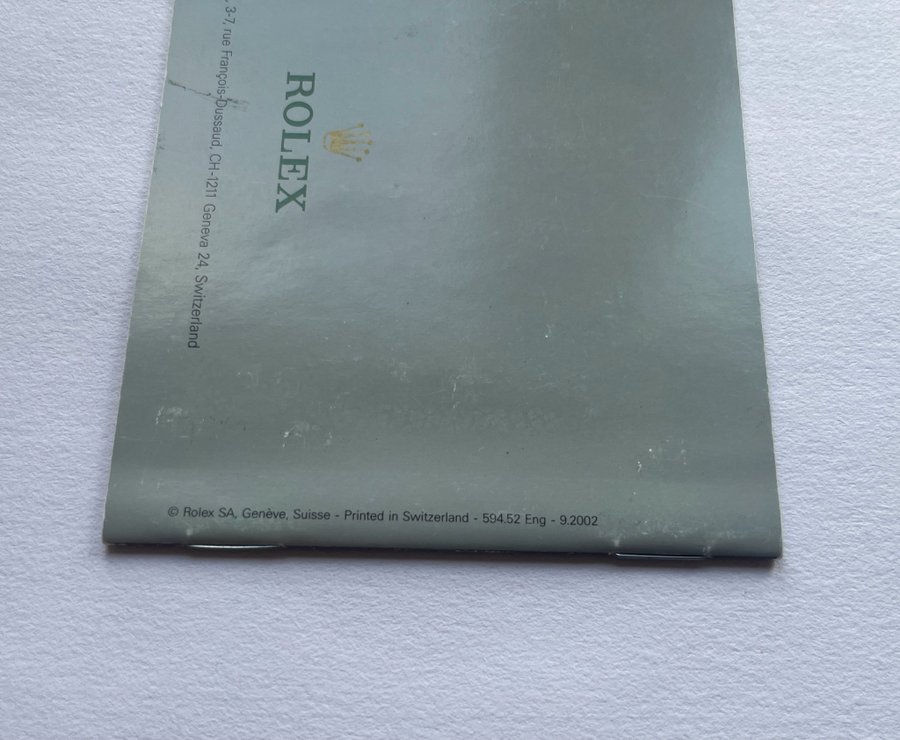 ROLEX
, 3-7, rue François-Dussaud, CH-1211 Geneva 24, Switzerland
© Rolex SA, Genève, Suisse - Printed in Switzerland - 594.52 Eng - 9.2002